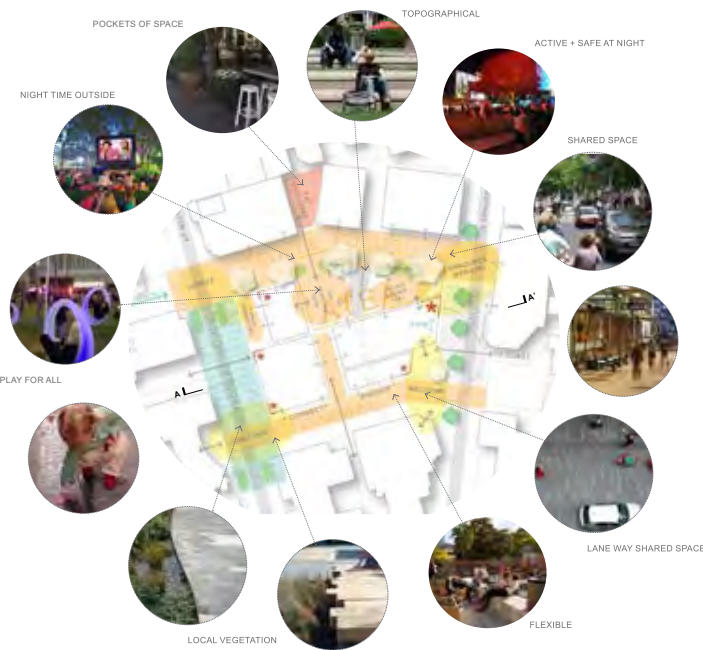 TOPOGRAPHICAL
POCKETS OF SPACE
ACTIVE + SAFE AT NIGHT
NIGHT TIME OUTSIDE
SHARED SPACE
A'
PLAY FOR ALL
A
LANE WAY SHARED SPACE
FLEXIBLE
LOCAL VEGETATION